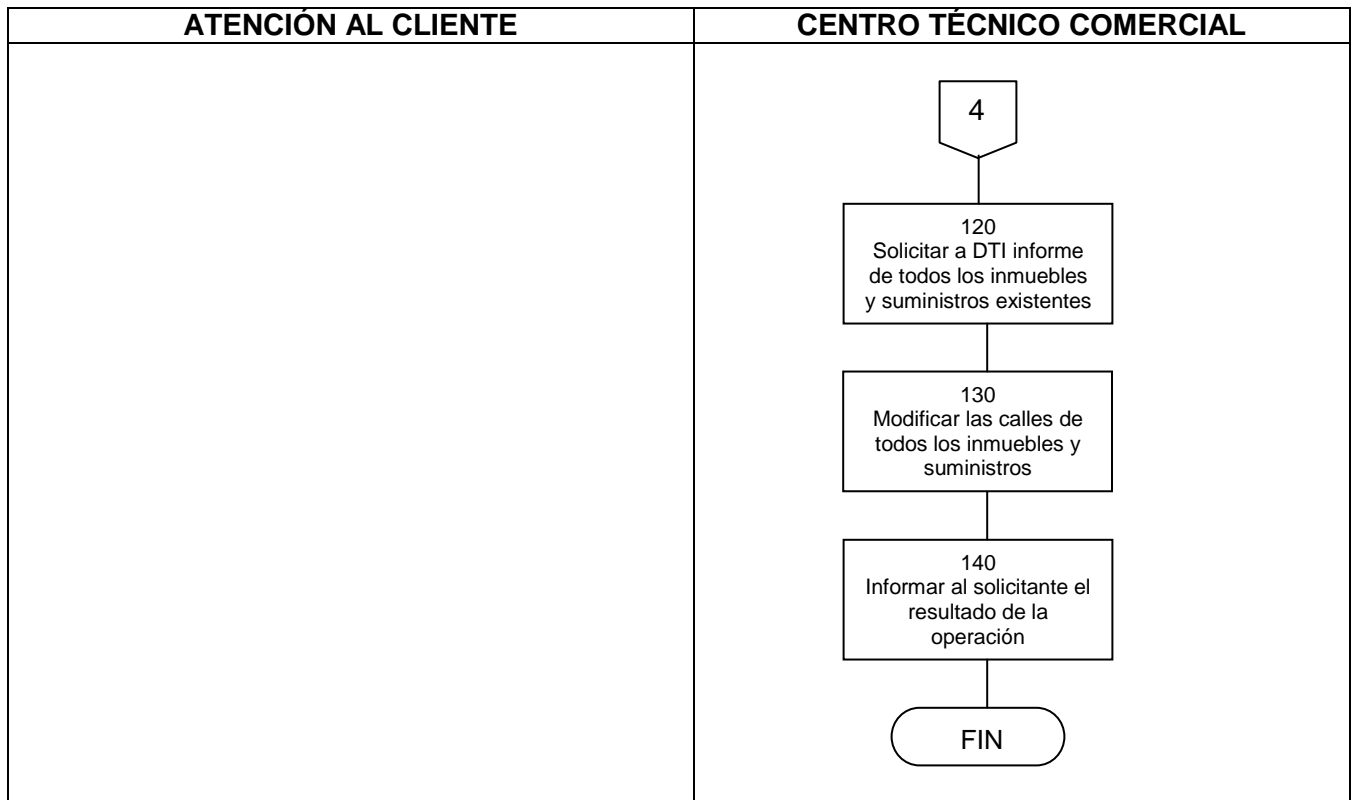 ATENCIÓN AL CLIENTE
CENTRO TÉCNICO COMERCIAL
4
120
Solicitar a DTI informe
de todos los inmuebles
y suministros existentes
130
Modificar las calles de
todos los inmuebles y
suministros
140
Informar al solicitante el
resultado de la
operación
FIN